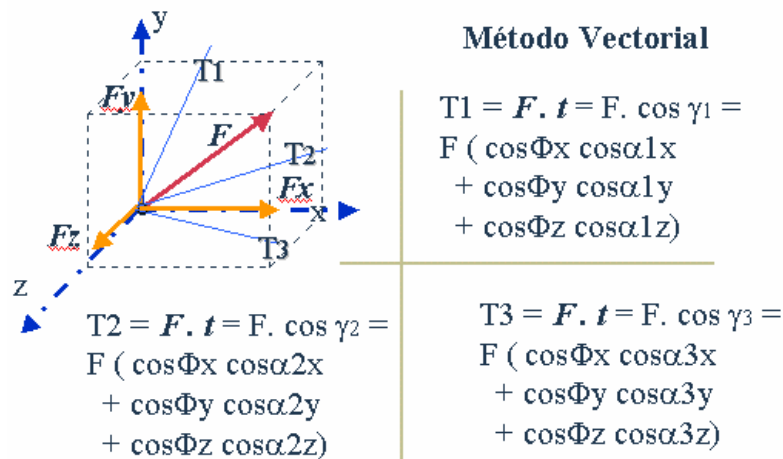 y
Método Vectorial
T1
Fy
F
T2
Fx
x
Fz
T3
z
T1 = F. t = F. cos γ1 =
F ( cosΦx cosα1x
+ cosΦy cosα1y
+ cosΦz cosα1z)
T2 = F. t = F. cos γ2 =
F ( cosΦx cosα2x
+ cosΦy cosα2y
+ cosΦz cosα2z)
T3 = F. t = F. cos γ3 =
F ( cosΦx cosα3x
+ cosΦy cosα3y
+ cosΦz cosα3z)